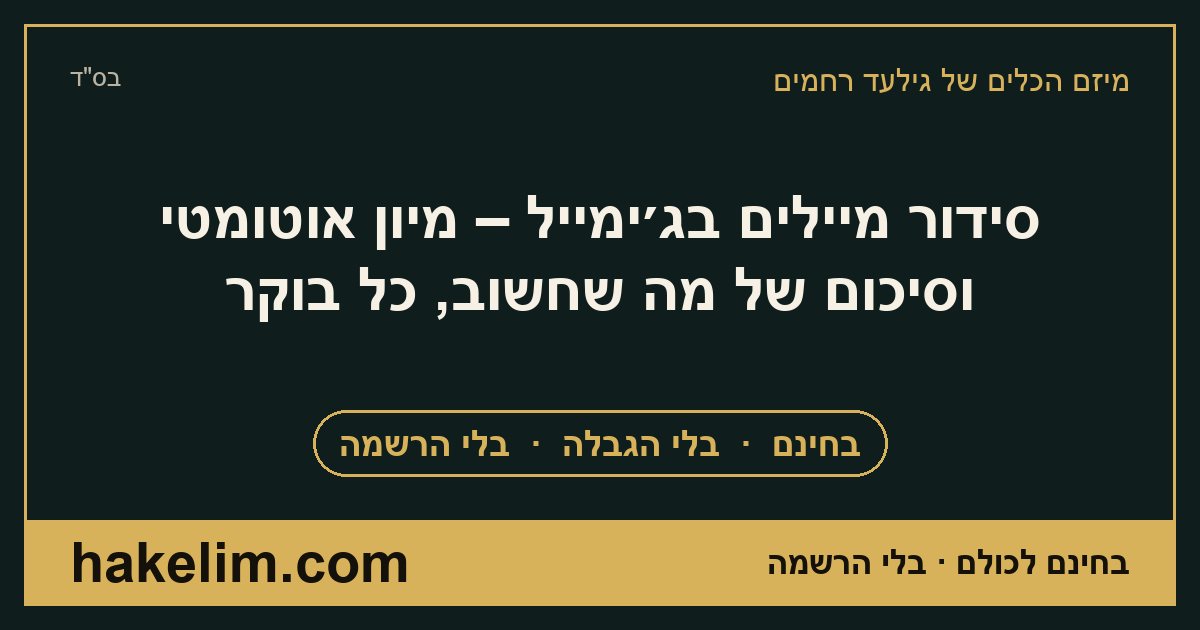 מיזם הכלים של גילעד רחמים
בס"ד
סידור מיילים בג׳ימייל – מיון אוטומטי
וסיכום של מה שחשוב, כל בוקר
בחינם · בלי הגבלה · בלי הרשמה
בחינם לכולם · בלי הרשמה
hakelim.com